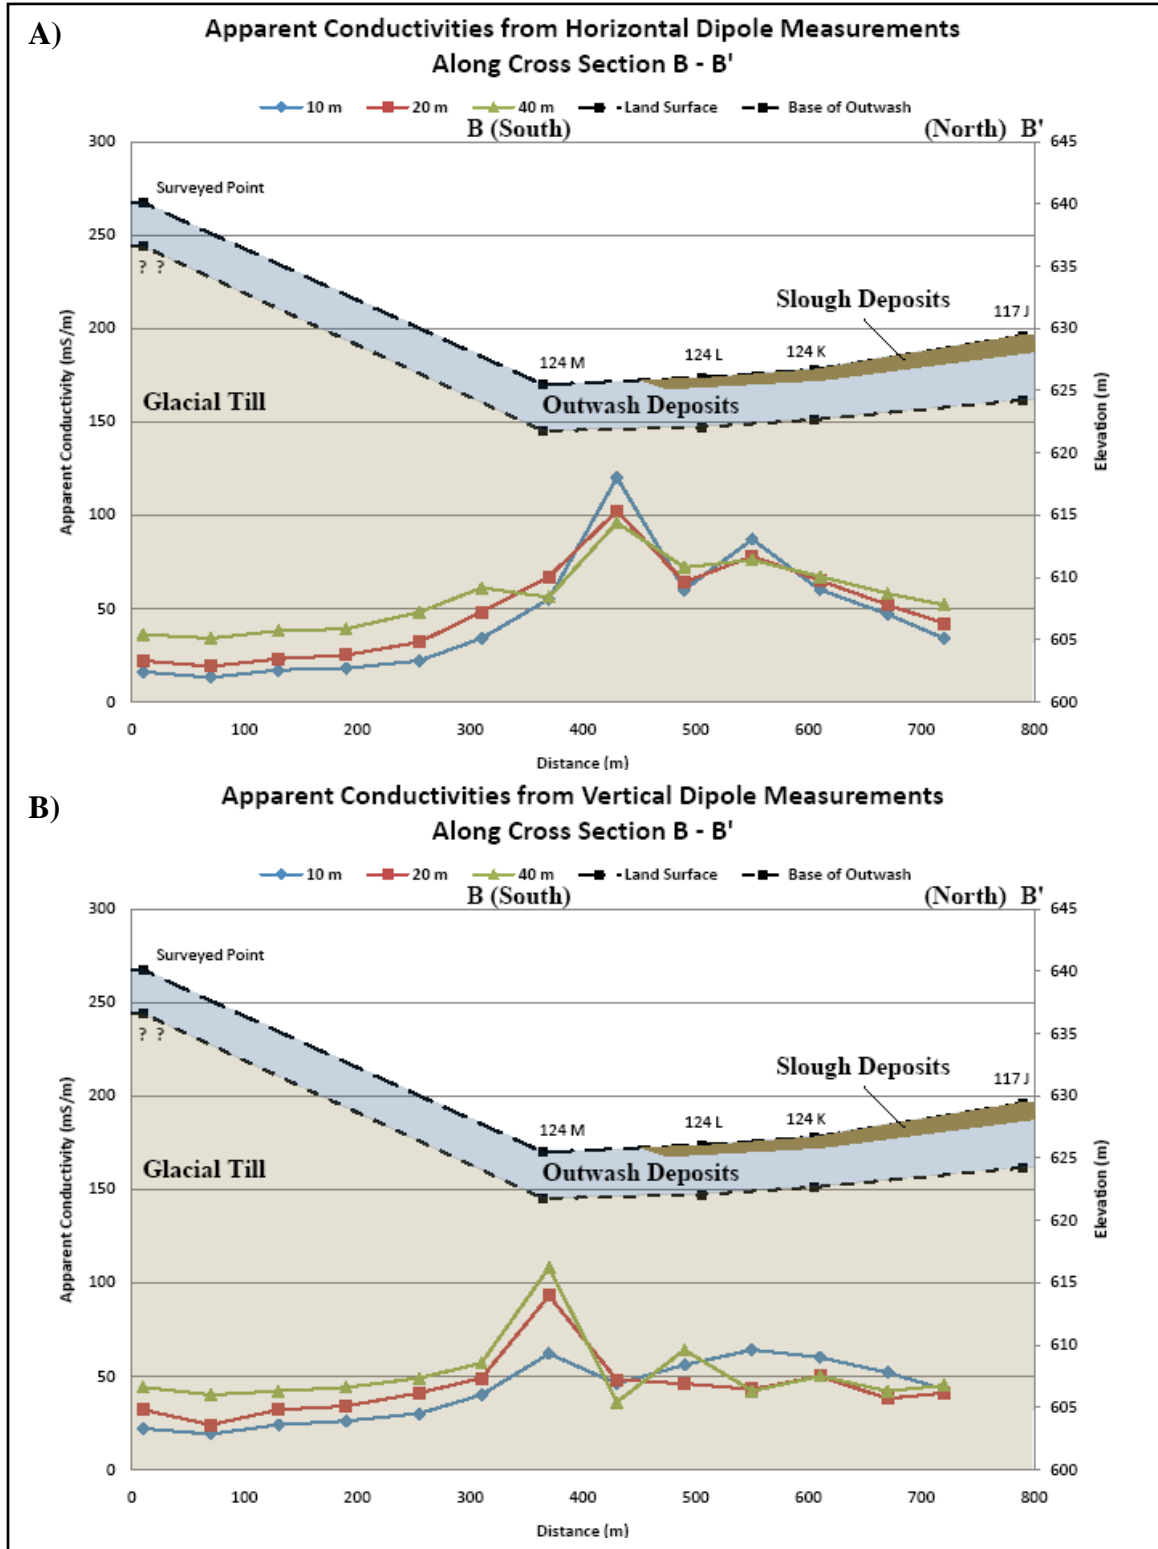 A)
Apparent Conductivities from Horizontal Dipole Measurements
Along Cross Section B - B'
10 m 20 m 40 m Land Surface Base of Outwash
B (South) (North) B'
300 645
Surveyed Point
640
250
? ?
635
Slough Deposits
117 J
200 630
124 M 124 L 124 K
625
Glacial Till
Outwash Deposits
150
620
100 615
610
50
605
0 600
Apparent Conductivity (mS/m)
Elevation (m)
0 100 200 300 400 500 600 700 800
Distance (m)
B)
Apparent Conductivities from Vertical Dipole Measurements
Along Cross Section B - B'
10 m 20 m 40 m Land Surface Base of Outwash
B (South) (North) B'
300 645
Surveyed Point
640
250
? ?
635
Slough Deposits
117 J
200 630
124 M 124 L 124 K
625
Glacial Till
Outwash Deposits
150
620
100 615
610
50
605
0 600
Apparent Conductivity (mS/m)
Elevation (m)
0 100 200 300 400 500 600 700 800
Distance (m)